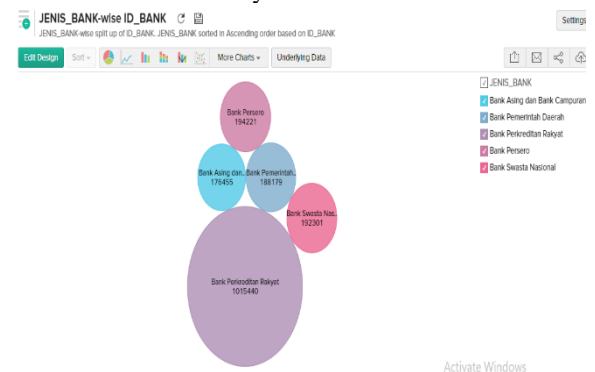 JENIS_BANK-wise ID_BANK
JENIS_BANK-wise split up of ID_BANK. JENIS_BANK sorted in Ascending order based on ID_BANK
Settings
Edit Design Sort More Charts Underlying Data
JENIS_BANK
Bank Asing dan Bank Campuran
Bank Pemerintah Daerah
Bank Perkreditan Rakyat
Bank Persero
Bank Swasta Nasional
Bank Persero
194221
Bank Asing dan..
176455
Bank Pemerintah..
188179
Bank Swasta Nas..
192301
Bank Perkreditan Rakyat
1015440
Activate Windows